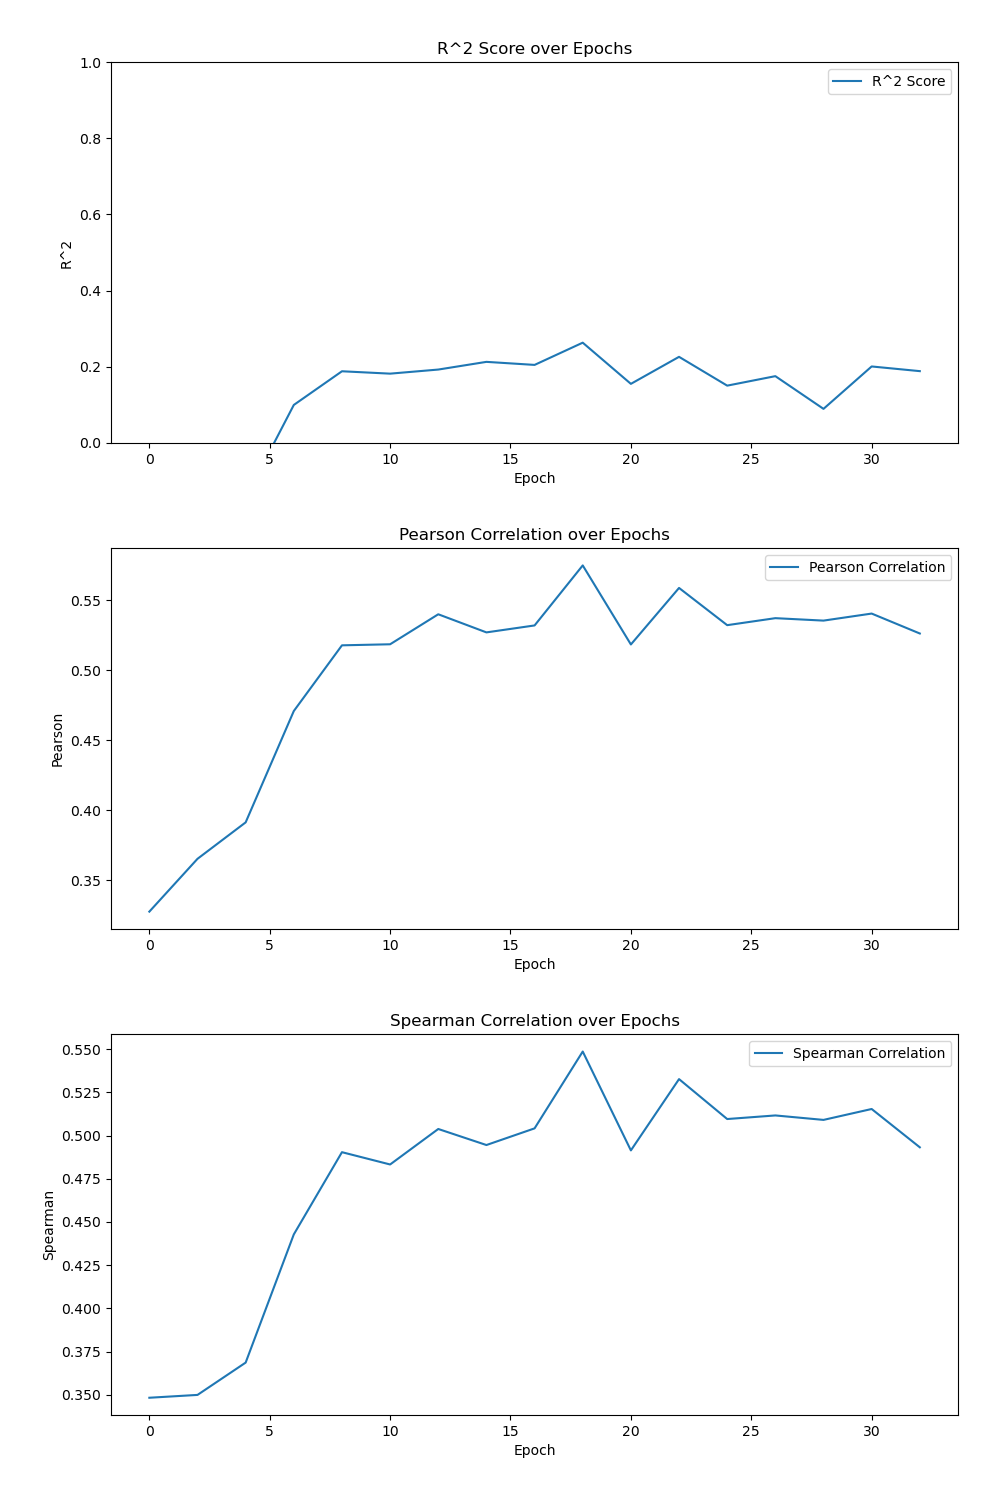 R^2 Score over Epochs
1.0
R^2 Score
0.8
0.6
R^2
0.4
0.2
0.0
0 5 10 15 20 25 30
Epoch
Pearson Correlation over Epochs
Pearson Correlation
0.55
0.50
Pearson
0.45
0.40
0.35
0 5 10 15 20 25 30
Epoch
Spearman Correlation over Epochs
0.550
Spearman Correlation
0.525
0.500
0.475
Spearman
0.450
0.425
0.400
0.375
0.350
0 5 10 15 20 25 30
Epoch